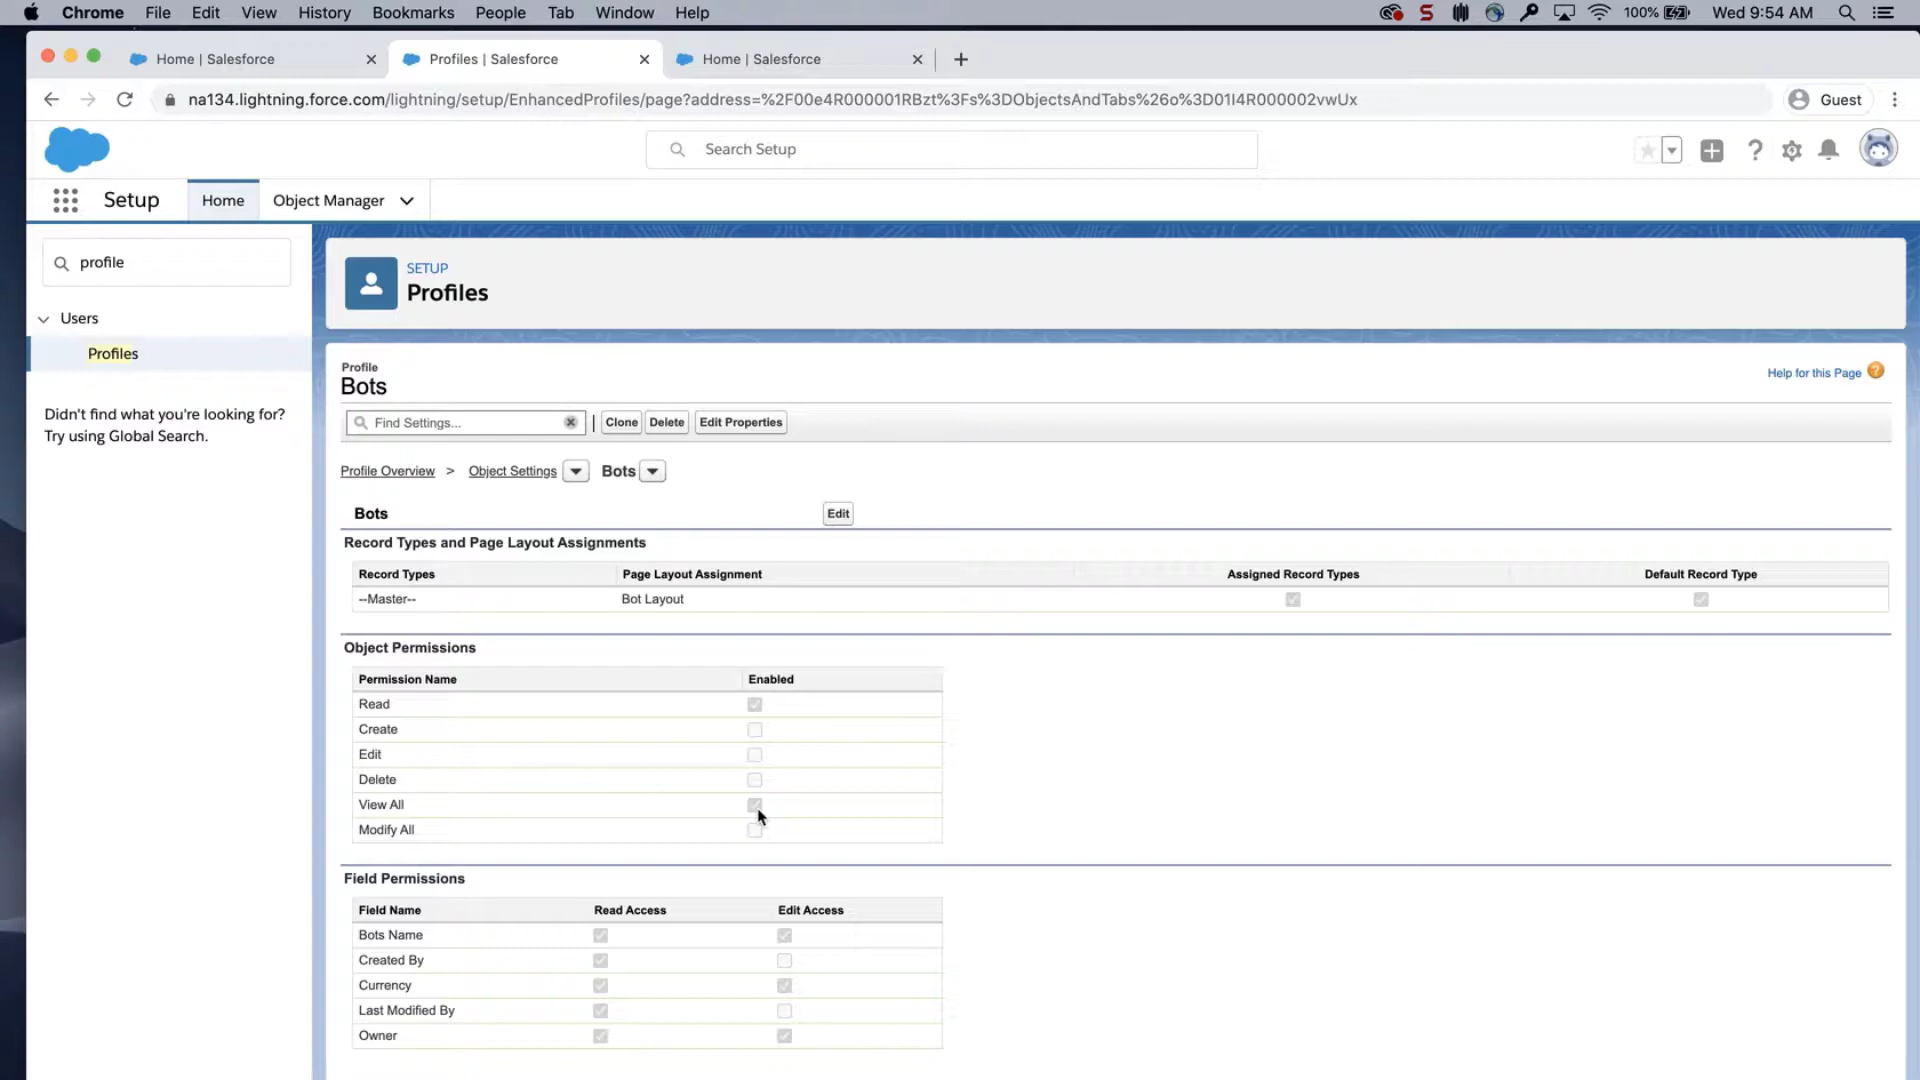 Chrome File Edit View History Bookmarks People Tab Window Help 100% Wed 9:54 AM
Home | Salesforce Profiles | Salesforce Home | Salesforce
na134.lightning.force.com/lightning/setup/EnhancedProfiles/page?address=%2F00e4R000001RBzt%3Fs%3DObjectsAndTabs%26o%3D01I4R000002vwUx Guest
Search Setup
Setup Home Object Manager
profile
Users
Profiles
Didn't find what you're looking for?
Try using Global Search.
SETUP
Profiles
Profile
Bots
Help for this Page ?
Find Settings... | Clone Delete Edit Properties
Profile Overview > Object Settings Bots
Bots Edit
Record Types and Page Layout Assignments
Record Types Page Layout Assignment Assigned Record Types Default Record Type
--Master-- Bot Layout
Object Permissions
Permission Name Enabled
Read
Create
Edit
Delete
View All
Modify All
Field Permissions
Field Name Read Access Edit Access
Bots Name
Created By
Currency
Last Modified By
Owner